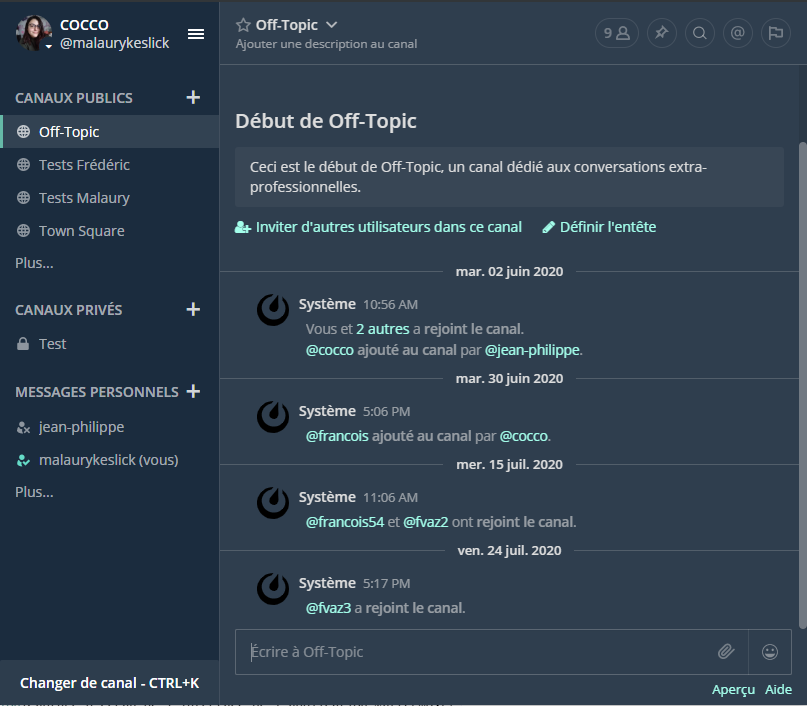 COCCO
@malaurykeslick
CANAUX PUBLICS +
Off-Topic
Tests Frédéric
Tests Malaury
Town Square
Plus...
CANAUX PRIVÉS +
Test
MESSAGES PERSONNELS +
jean-philippe
malaurykeslick (vous)
Plus...
Changer de canal - CTRL+K
Off-Topic
Ajouter une description au canal
9
@
Début de Off-Topic
Ceci est le début de Off-Topic, un canal dédié aux conversations extra-
professionnelles.
Inviter d'autres utilisateurs dans ce canal Définir l'entête
mar. 02 juin 2020
Système 10:56 AM
Vous et 2 autres a rejoint le canal.
@cocco ajouté au canal par @jean-philippe.
mar. 30 juin 2020
Système 5:06 PM
@francois ajouté au canal par @cocco.
mer. 15 juil. 2020
Système 11:06 AM
@francois54 et @fvaz2 ont rejoint le canal.
ven. 24 juil. 2020
Système 5:17 PM
@fvaz3 a rejoint le canal.
Écrire à Off-Topic
Aperçu Aide